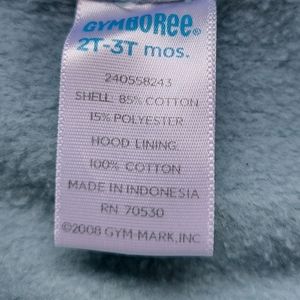 GYMBOREE®
2T-3T mos.
240558243
SHELL: 85% COTTON
15% POLYESTER
HOOD LINING:
100% COTTON
MADE IN INDONESIA
RN 70530
©2008 GYM-MARK, INC